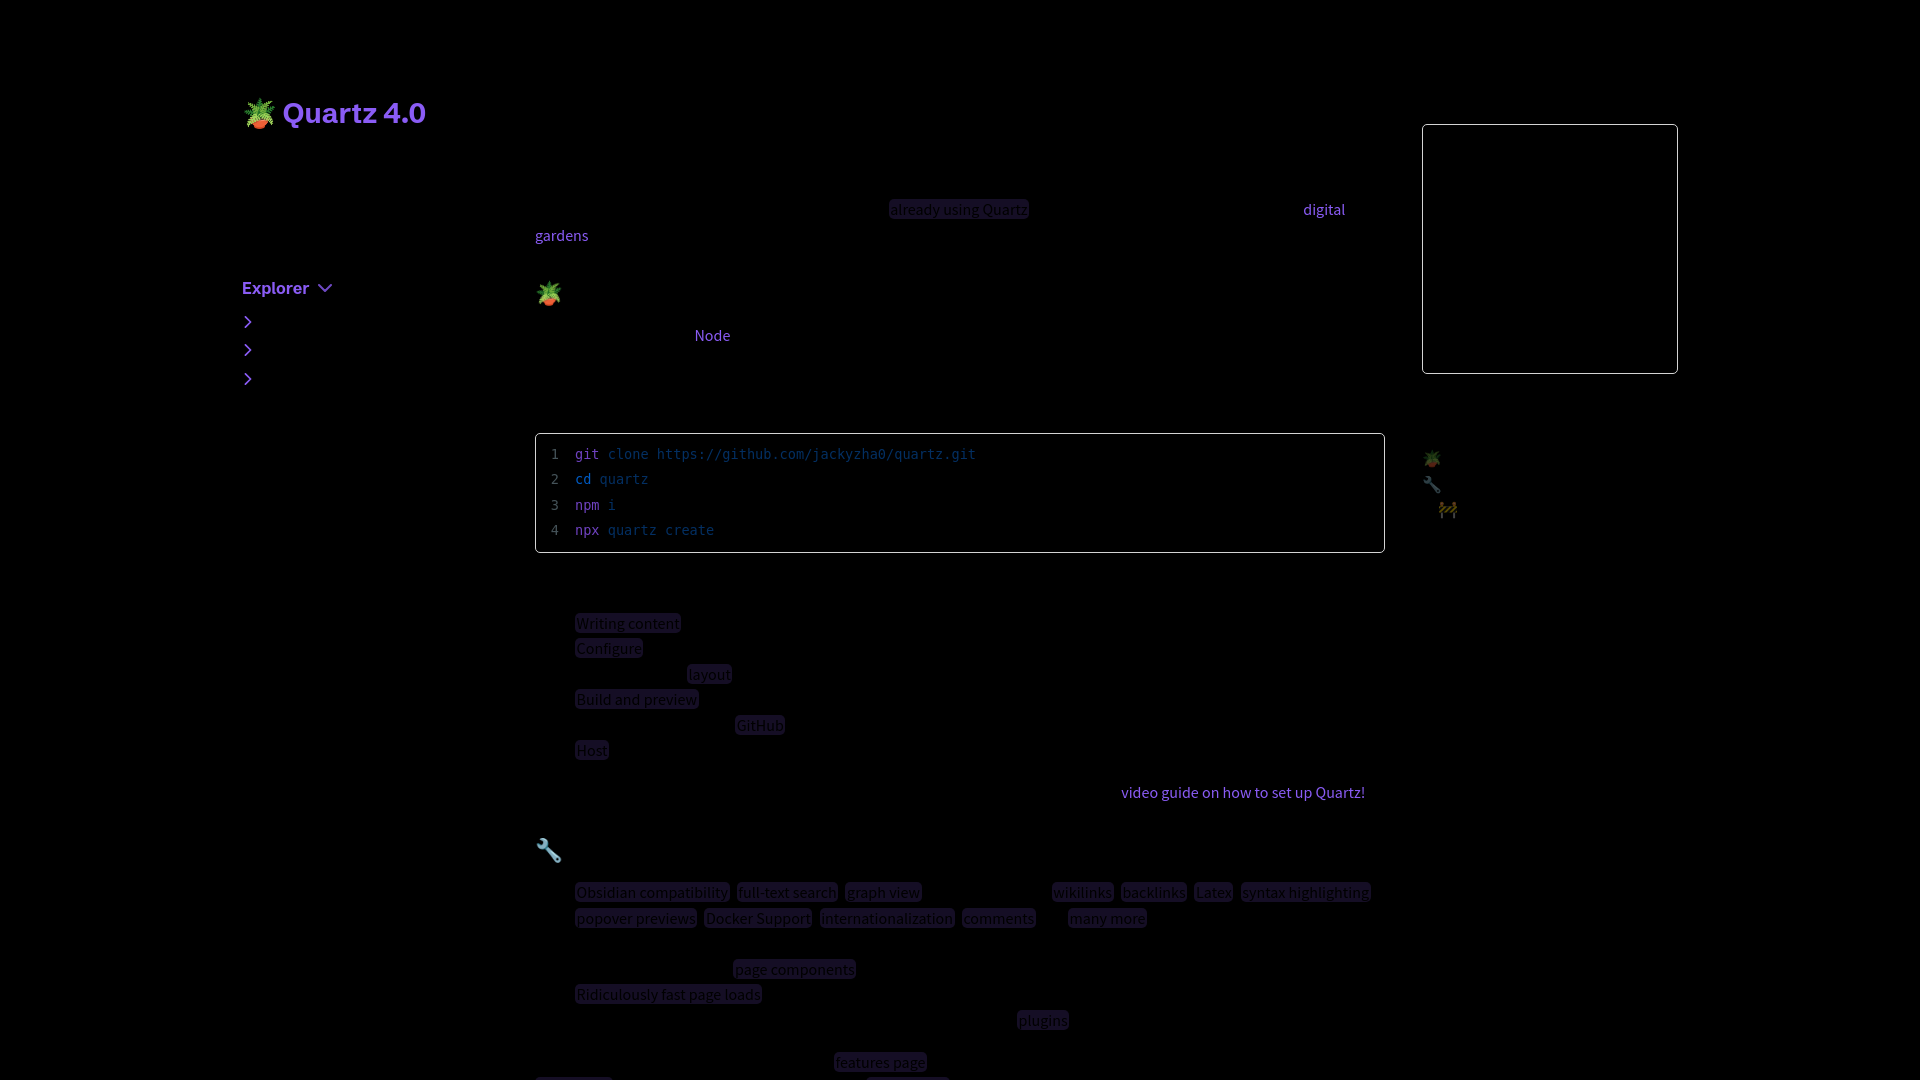 Quartz 4.0
already using Quartz digital
gardens
Explorer
Node
1 git clone https://github.com/jackyzha0/quartz.git
2 cd quartz
3 npm i
4 npx quartz create
Writing content
Configure
layout
Build and preview
GitHub
Host
video guide on how to set up Quartz!
Obsidian compatibility full-text search graph view wikilinks backlinks Latex syntax highlighting
popover previews Docker Support internationalization comments many more
page components
Ridiculously fast page loads
plugins
features page